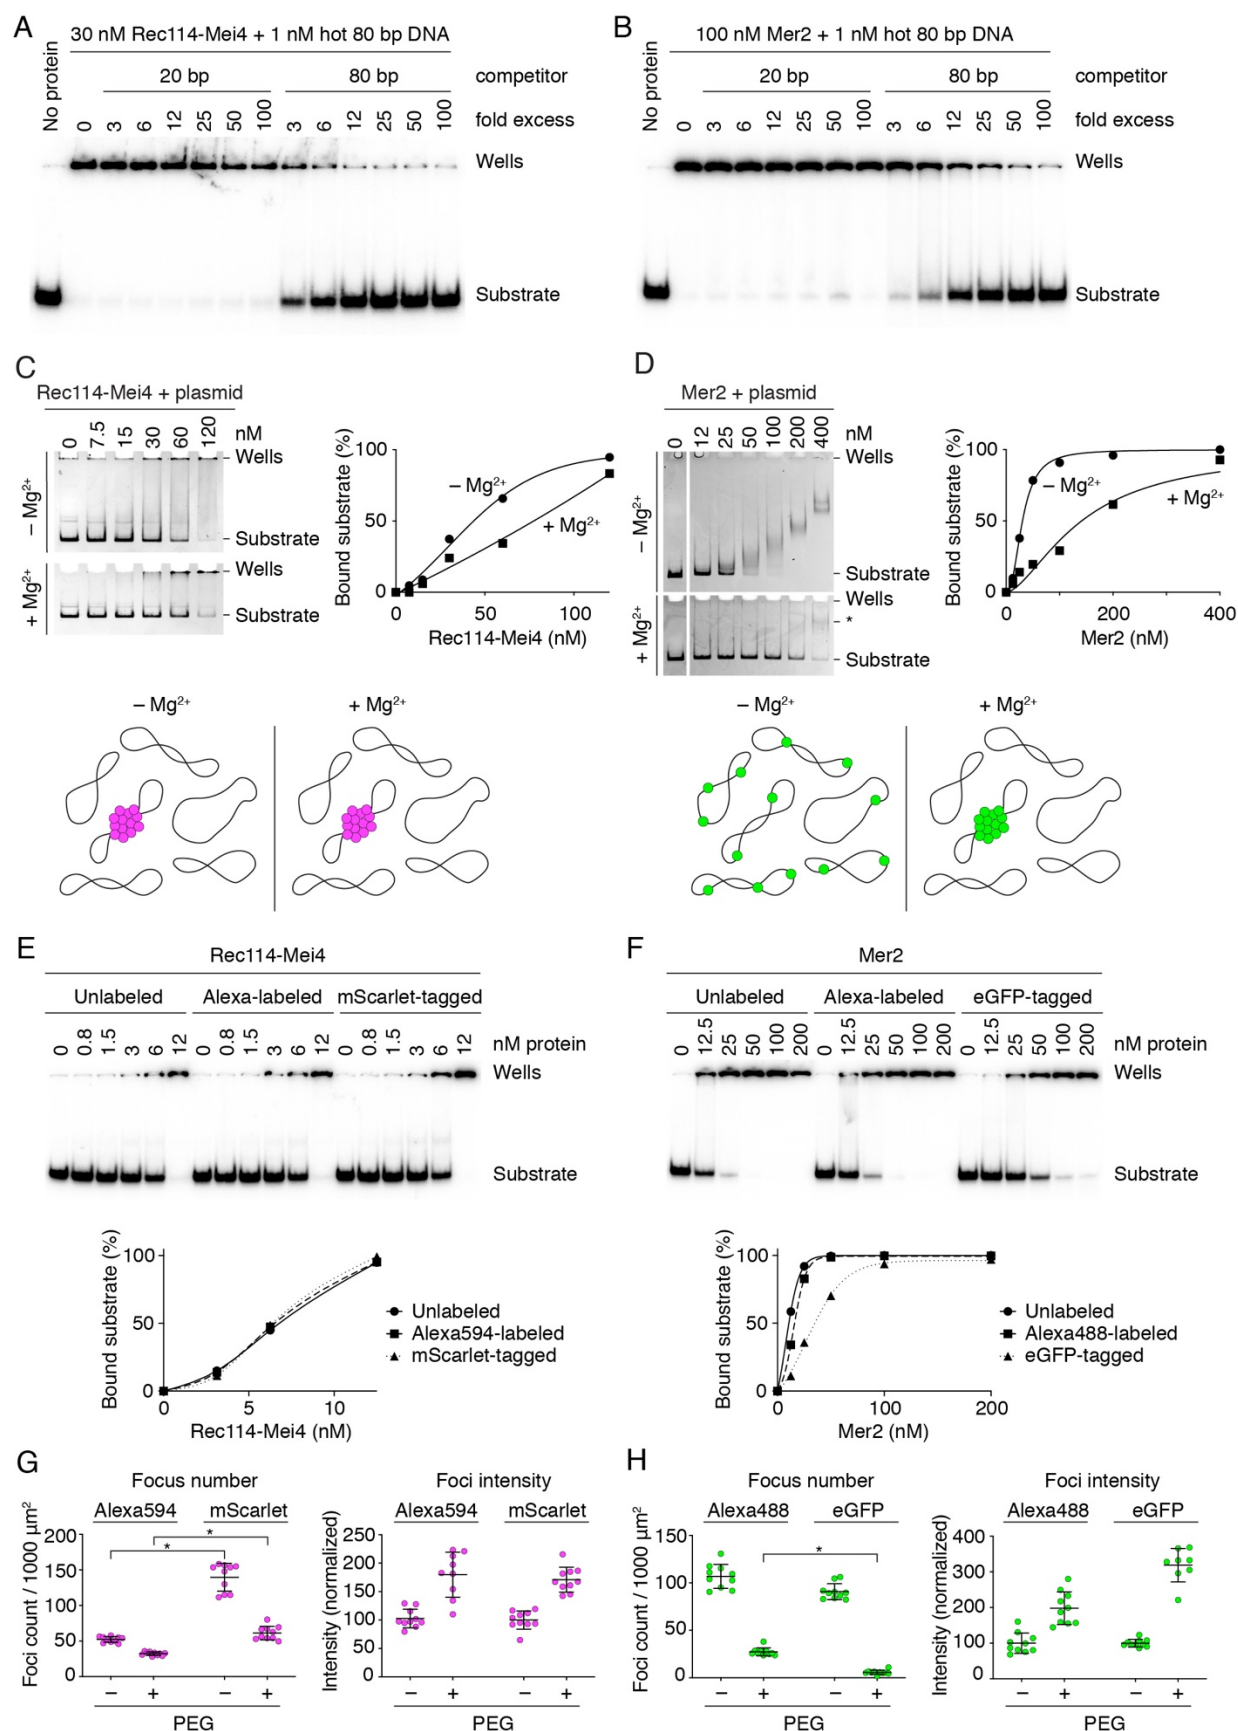 A
30 nM Rec114-Mei4 + 1 nM hot 80 bp DNA
No protein
20 bp 80 bp competitor
0 3 6 12 25 50 100 3 6 12 25 50 100 fold excess
Wells
Substrate
B
100 nM Mer2 + 1 nM hot 80 bp DNA
No protein
20 bp 80 bp competitor
0 3 6 12 25 50 100 3 6 12 25 50 100 fold excess
Wells
Substrate
C
Rec114-Mei4 + plasmid
0 7.5 15 30 60 120 nM
– Mg²⁺
Wells
Substrate
+ Mg²⁺
Wells
Substrate
Bound substrate (%)
100
50
0
– Mg²⁺
+ Mg²⁺
0 50 100
Rec114-Mei4 (nM)
– Mg²⁺ + Mg²⁺
D
Mer2 + plasmid
0 12 25 50 100 200 400 nM
– Mg²⁺
Wells
Substrate
+ Mg²⁺
Wells
*
Substrate
Bound substrate (%)
100
50
0
– Mg²⁺
+ Mg²⁺
0 200 400
Mer2 (nM)
– Mg²⁺ + Mg²⁺
E
Rec114-Mei4
Unlabeled Alexa-labeled mScarlet-tagged
0 0.8 1.5 3 6 12 0 0.8 1.5 3 6 12 0 0.8 1.5 3 6 12 nM protein
Wells
Substrate
Bound substrate (%)
100
50
0
0 5 10
Rec114-Mei4 (nM)
Unlabeled
Alexa594-labeled
mScarlet-tagged
F
Mer2
Unlabeled Alexa-labeled eGFP-tagged
0 12.5 25 50 100 200 0 12.5 25 50 100 200 0 12.5 25 50 100 200 nM protein
Wells
Substrate
Bound substrate (%)
100
50
0
0 100 200
Mer2 (nM)
Unlabeled
Alexa488-labeled
eGFP-tagged
G
Focus number
Alexa594 mScarlet
Foci count / 1000 µm²
200
150
100
50
0
*
*
– + – +
PEG
Foci intensity
Alexa594 mScarlet
Intensity (normalized)
250
200
150
100
50
0
– + – +
PEG
H
Focus number
Alexa488 eGFP
Foci count / 1000 µm²
150
100
50
0
*
– + – +
PEG
Foci intensity
Alexa488 eGFP
Intensity (normalized)
400
300
200
100
0
– + – +
PEG